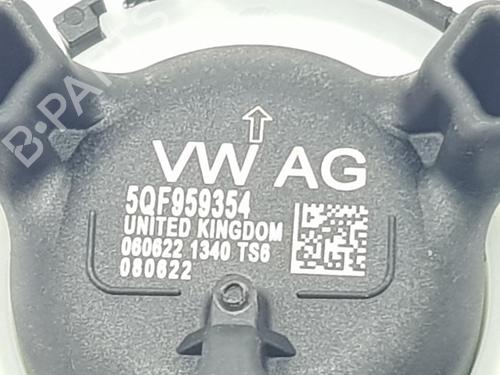 B-PARTS
VW AG
5QF959354
UNITED KINGDOM
060622 1340 TS6
080622